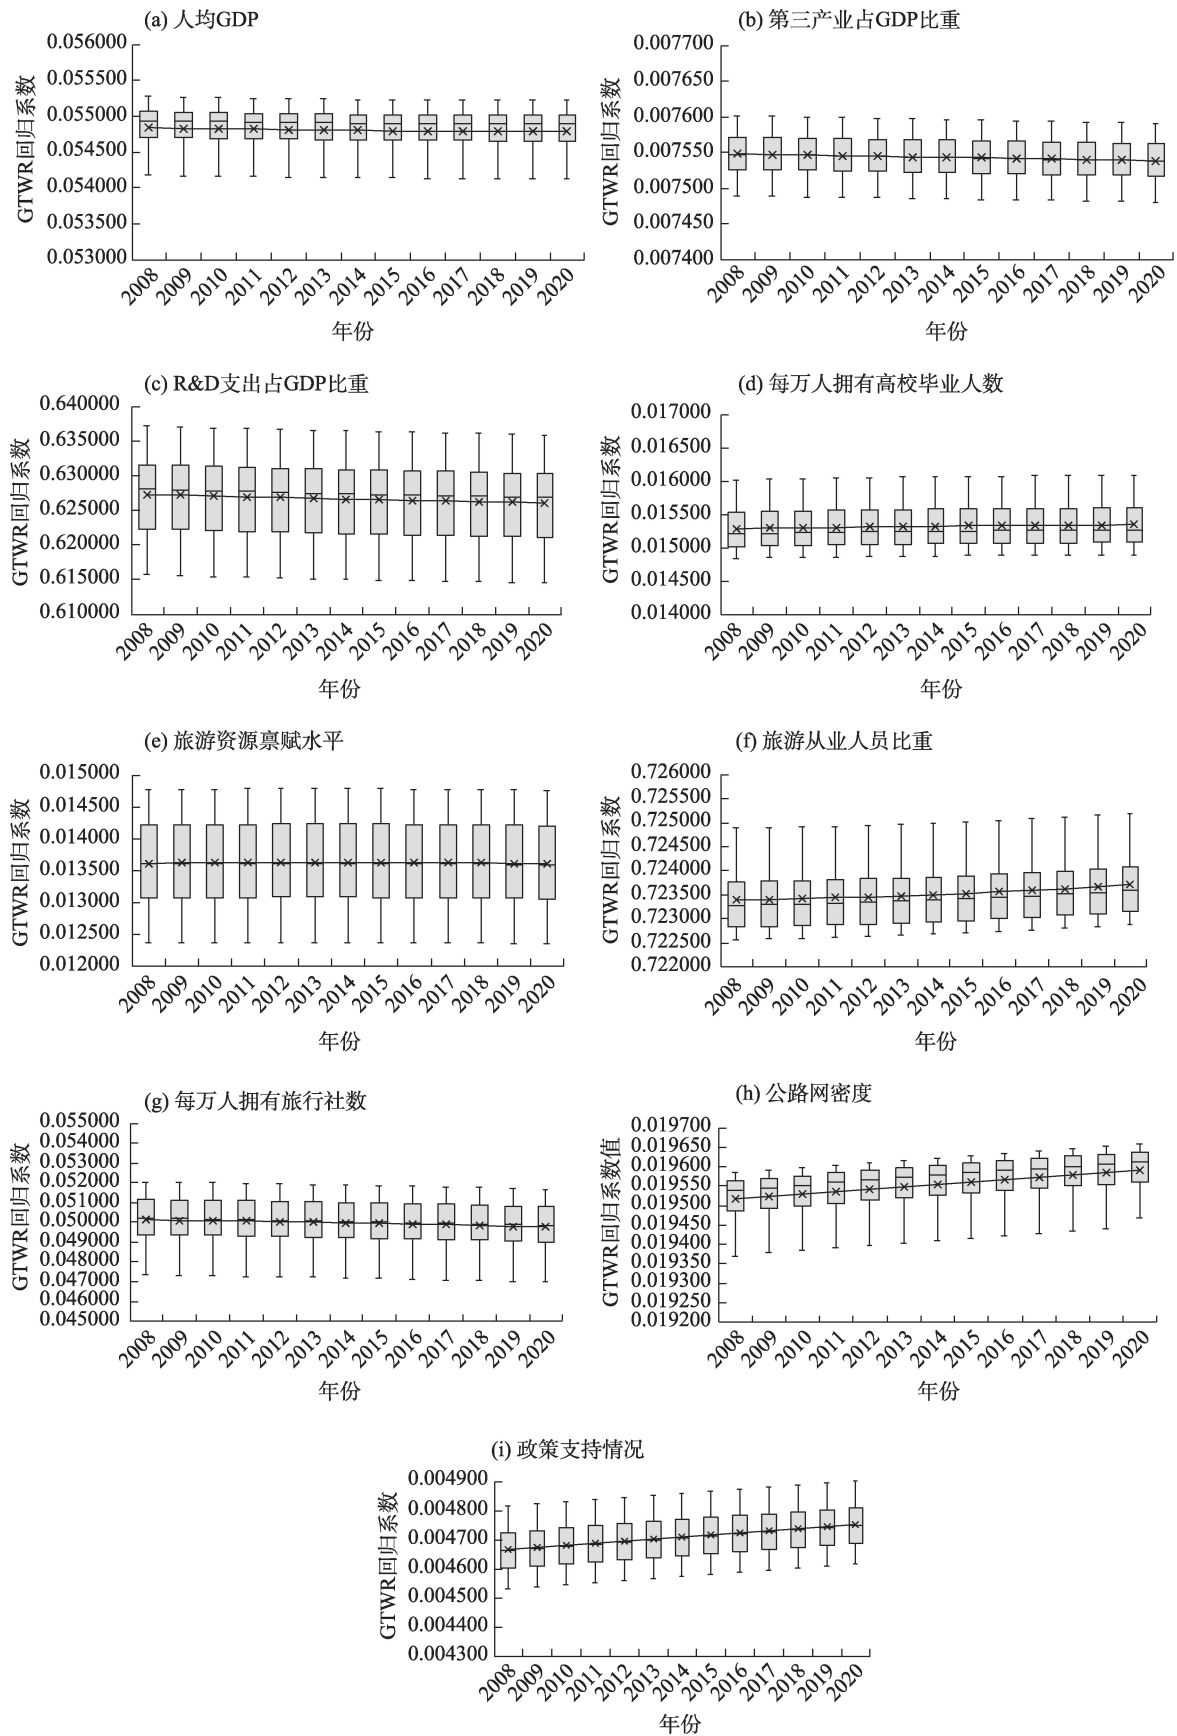 (a) 人均GDP
GTWR回归系数
0.056000
0.055500
0.055000
0.054500
0.054000
0.053500
0.053000
2008 2009 2010 2011 2012 2013 2014 2015 2016 2017 2018 2019 2020
年份
(b) 第三产业占GDP比重
GTWR回归系数
0.007700
0.007650
0.007600
0.007550
0.007500
0.007450
0.007400
2008 2009 2010 2011 2012 2013 2014 2015 2016 2017 2018 2019 2020
年份
(c) R&D支出占GDP比重
GTWR回归系数
0.640000
0.635000
0.630000
0.625000
0.620000
0.615000
0.610000
2008 2009 2010 2011 2012 2013 2014 2015 2016 2017 2018 2019 2020
年份
(d) 每万人拥有高校毕业人数
GTWR回归系数
0.017000
0.016500
0.016000
0.015500
0.015000
0.014500
0.014000
2008 2009 2010 2011 2012 2013 2014 2015 2016 2017 2018 2019 2020
年份
(e) 旅游资源禀赋水平
GTWR回归系数
0.015000
0.014500
0.014000
0.013500
0.013000
0.012500
0.012000
2008 2009 2010 2011 2012 2013 2014 2015 2016 2017 2018 2019 2020
年份
(f) 旅游从业人员比重
GTWR回归系数
0.726000
0.725500
0.725000
0.724500
0.724000
0.723500
0.723000
0.722500
0.722000
2008 2009 2010 2011 2012 2013 2014 2015 2016 2017 2018 2019 2020
年份
(g) 每万人拥有旅行社数
GTWR回归系数
0.055000
0.054000
0.053000
0.052000
0.051000
0.050000
0.049000
0.048000
0.047000
0.046000
0.045000
2008 2009 2010 2011 2012 2013 2014 2015 2016 2017 2018 2019 2020
年份
(h) 公路网密度
GTWR回归系数值
0.019700
0.019650
0.019600
0.019550
0.019500
0.019450
0.019400
0.019350
0.019300
0.019250
0.019200
2008 2009 2010 2011 2012 2013 2014 2015 2016 2017 2018 2019 2020
年份
(i) 政策支持情况
GTWR回归系数
0.004900
0.004800
0.004700
0.004600
0.004500
0.004400
0.004300
2008 2009 2010 2011 2012 2013 2014 2015 2016 2017 2018 2019 2020
年份